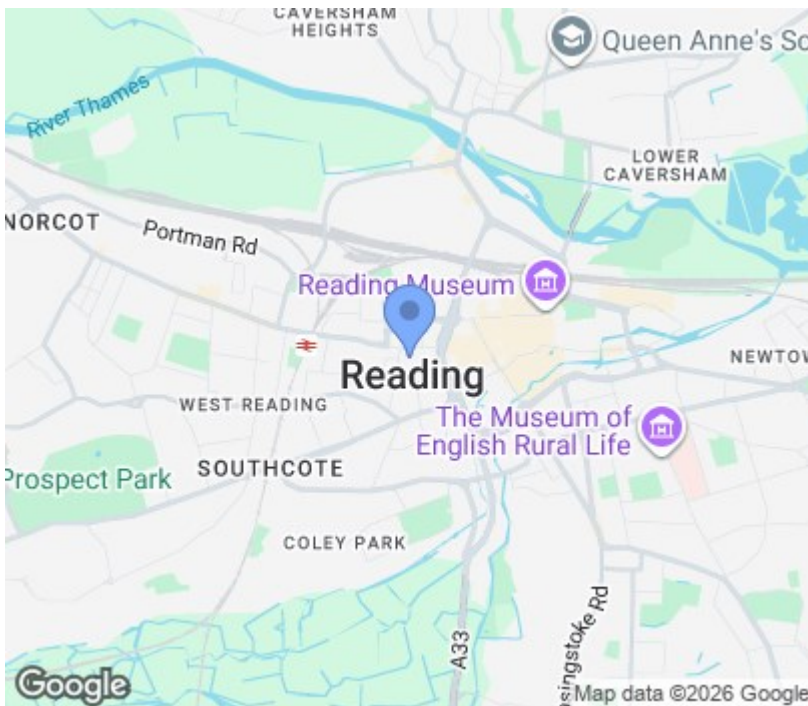 CAVERSHAM
HEIGHTS
Queen Anne's Sc
River Thames
LOWER
CAVERSHAM
NORCOT
Portman Rd
Reading Museum
Reading
NEWTOW
WEST READING
The Museum of
English Rural Life
SOUTHCOTE
Prospect Park
COLEY PARK
A33
singstoke Rd
Google
Map data ©2026 Google